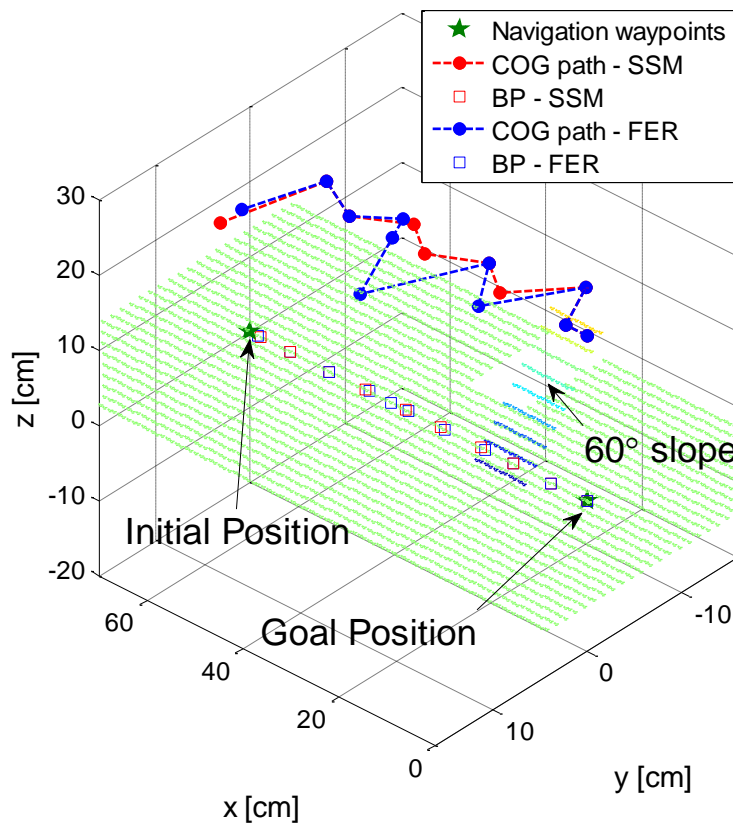 Navigation waypoints
COG path - SSM
BP - SSM
COG path - FER
BP - FER
30
20
10
0
-10
-20
z [cm]
60° slope
Initial Position
Goal Position
60
40
20
0
x [cm]
-10
0
10
y [cm]